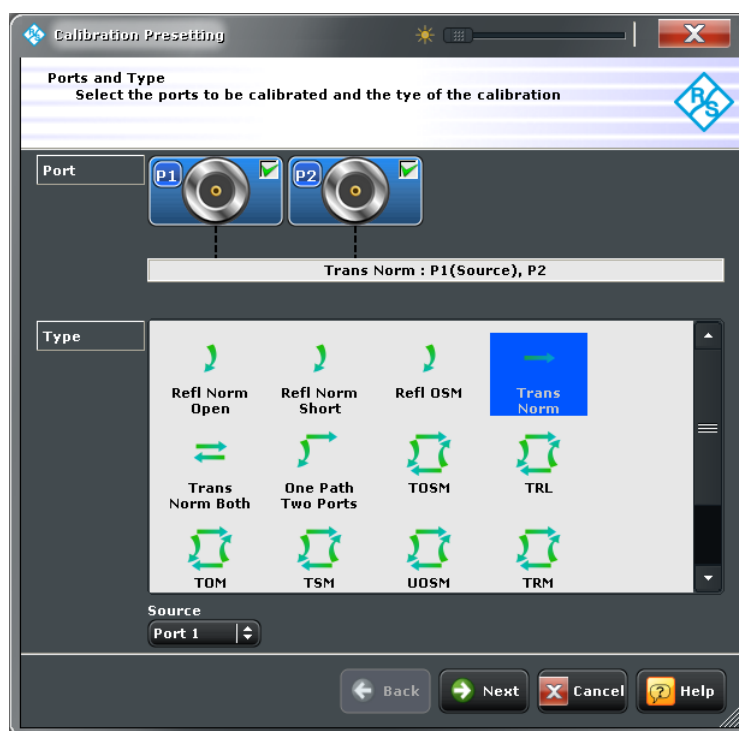 Calibration Presetting
Ports and Type
Select the ports to be calibrated and the tye of the calibration
R&S
Port
P1
P2
Trans Norm : P1(Source), P2
Type
Refl Norm
Open
Refl Norm
Short
Refl OSM
Trans
Norm
Trans
Norm Both
One Path
Two Ports
TOSM
TRL
TOM
TSM
UOSM
TRM
Source
Port 1
Back
Next
X Cancel
? Help